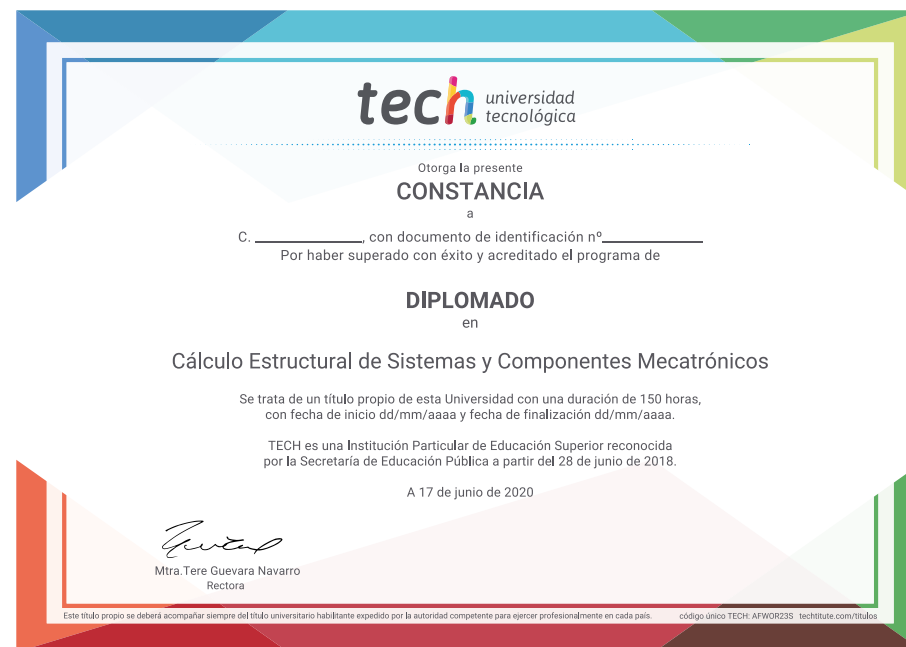 tech universidad
tecnológica
Otorga la presente
CONSTANCIA
a
C. ______________, con documento de identificación nº_____________
Por haber superado con éxito y acreditado el programa de
DIPLOMADO
en
Cálculo Estructural de Sistemas y Componentes Mecatrónicos
Se trata de un título propio de esta Universidad con una duración de 150 horas,
con fecha de inicio dd/mm/aaaa y fecha de finalización dd/mm/aaaa.
TECH es una Institución Particular de Educación Superior reconocida
por la Secretaría de Educación Pública a partir del 28 de junio de 2018.
A 17 de junio de 2020
Mtra.Tere Guevara Navarro
Rectora
Este título propio se deberá acompañar siempre del título universitario habilitante expedido por la autoridad competente para ejercer profesionalmente en cada país. código único TECH: AFWOR23S techtitute.com/titulos